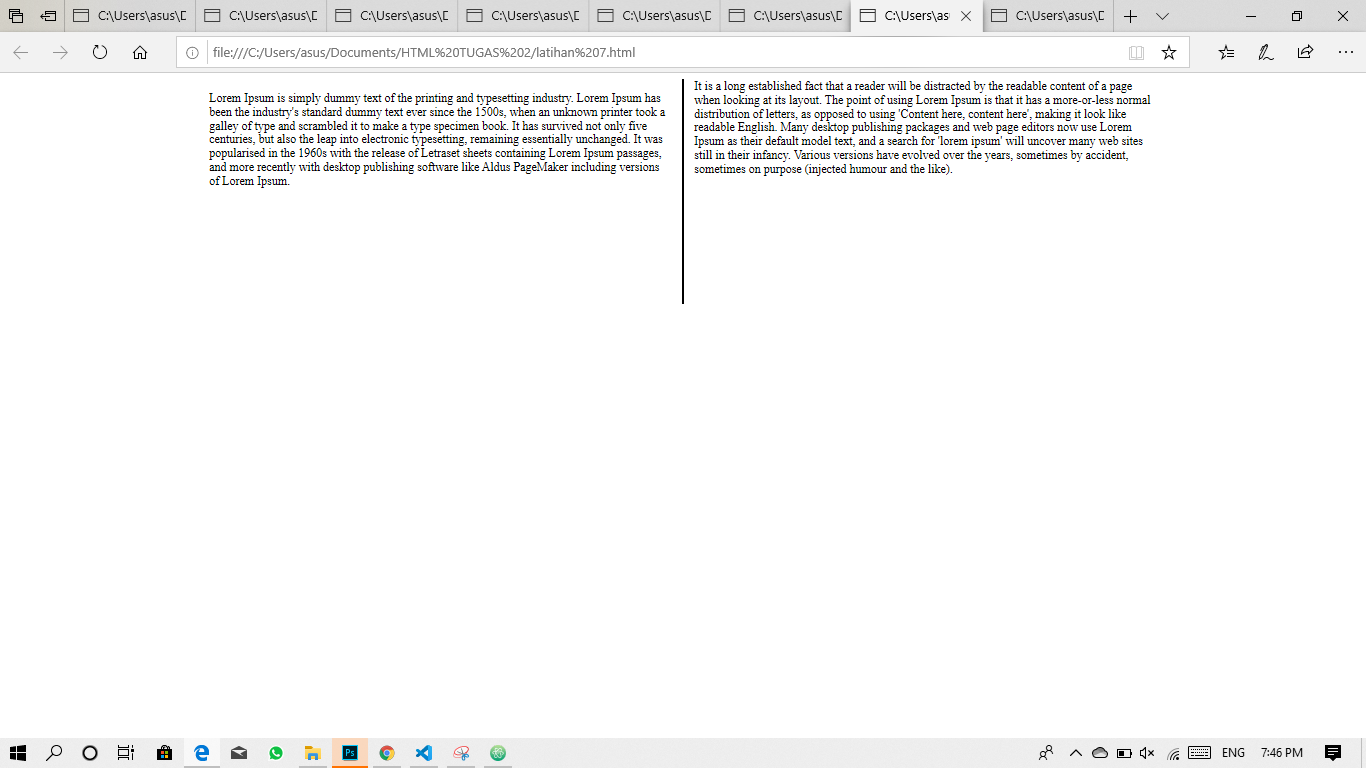 C:\Users\asus\D
C:\Users\asus\D
C:\Users\asus\D
C:\Users\asus\D
C:\Users\asus\D
C:\Users\asus\D
C:\Users\as
C:\Users\asus\D
file:///C:/Users/asus/Documents/HTML%20TUGAS%202/latihan%207.html
Lorem Ipsum is simply dummy text of the printing and typesetting industry. Lorem Ipsum has
been the industry's standard dummy text ever since the 1500s, when an unknown printer took a
galley of type and scrambled it to make a type specimen book. It has survived not only five
centuries, but also the leap into electronic typesetting, remaining essentially unchanged. It was
popularised in the 1960s with the release of Letraset sheets containing Lorem Ipsum passages,
and more recently with desktop publishing software like Aldus PageMaker including versions
of Lorem Ipsum.
It is a long established fact that a reader will be distracted by the readable content of a page
when looking at its layout. The point of using Lorem Ipsum is that it has a more-or-less normal
distribution of letters, as opposed to using 'Content here, content here', making it look like
readable English. Many desktop publishing packages and web page editors now use Lorem
Ipsum as their default model text, and a search for 'lorem ipsum' will uncover many web sites
still in their infancy. Various versions have evolved over the years, sometimes by accident,
sometimes on purpose (injected humour and the like).
Ps
ENG
7:46 PM